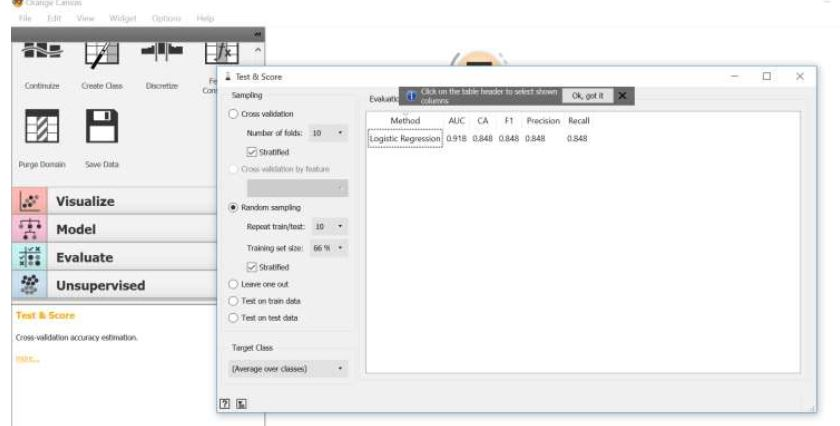 Orange Canvas
File Edit View Widget Options Help
Continuize Create Class Discretize
Purge Domain Save Data
Visualize
Model
Evaluate
Unsupervised
Test & Score
Cross-validation accuracy estimation.
more...
Test & Score
Sampling
Cross validation
Number of folds: 10
Stratified
Cross validation by feature
Random sampling
Repeat train/test: 10
Training set size: 66 %
Stratified
Leave one out
Test on train data
Test on test data
Target Class
(Average over classes)
Click on the table header to select shown
columns
Ok, got it
Method AUC CA F1 Precision Recall
Logistic Regression 0.918 0.848 0.848 0.848 0.848